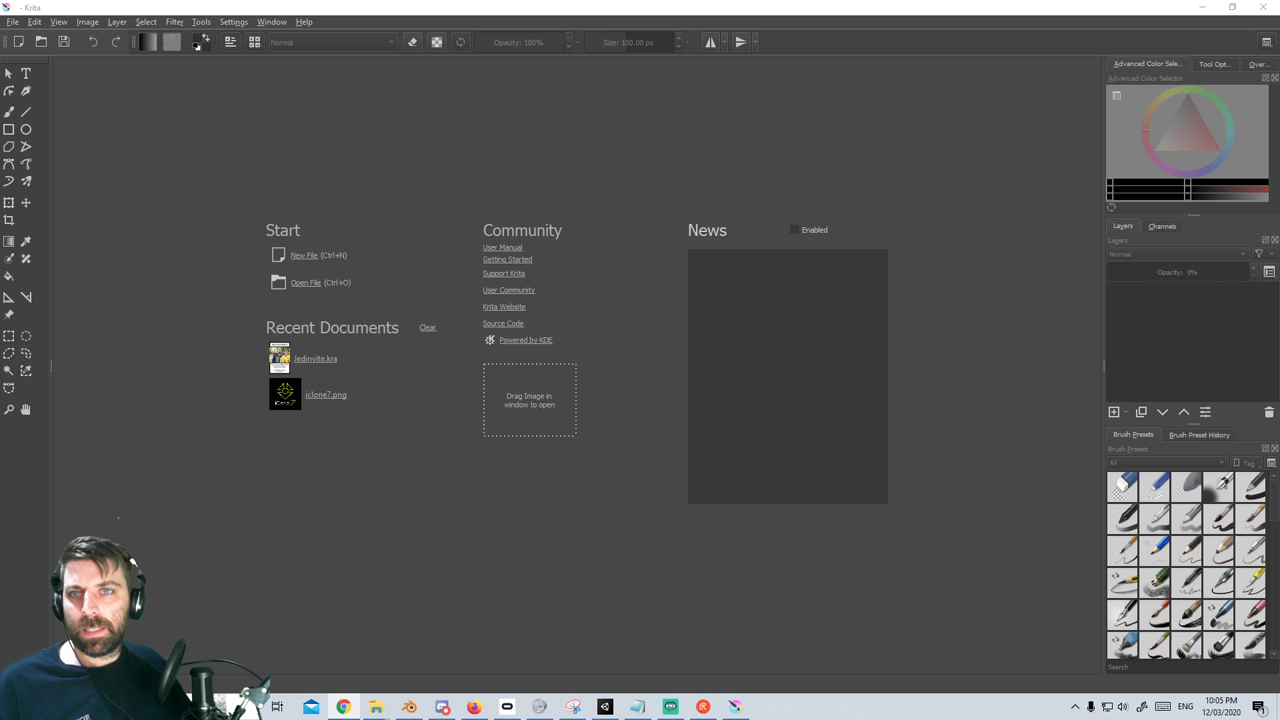 - Krita
File Edit View Image Layer Select Filter Tools Settings Window Help
Normal Opacity: 100% Size: 100.00 px
Advanced Color Sele... Tool Opt... Over...
Advanced Color Selector
Start
New File (Ctrl+N)
Open File (Ctrl+O)
Recent Documents Clear
Jedinvite.kra
iclone7.png
Community
User Manual
Getting Started
Support Krita
User Community
Krita Website
Source Code
Powered by KDE
Drag Image in
window to open
News Enabled
Layers Channels
Layers
Normal
Opacity: 0%
Brush Presets Brush Preset History
Brush Presets
All Tag
Search
ENG
10:05 PM
12/03/2020